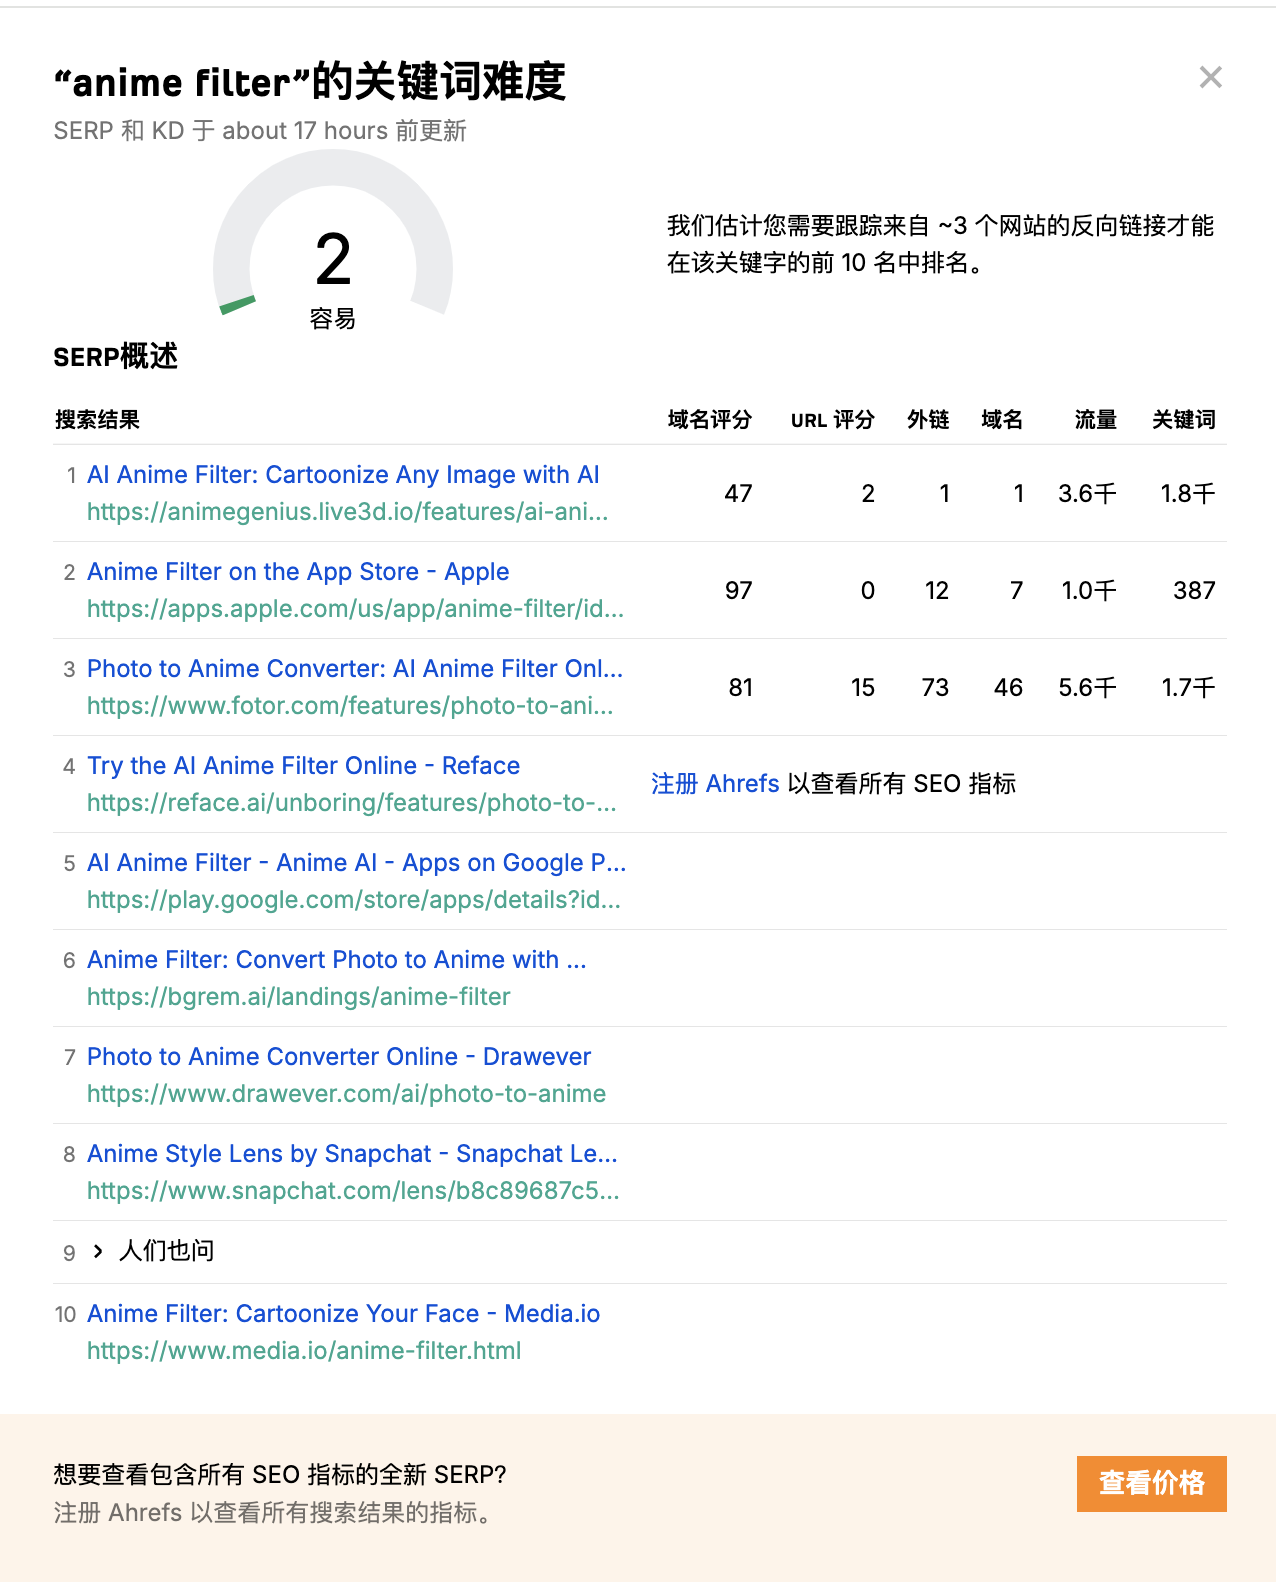 “anime filter”的关键词难度
SERP 和 KD 于 about 17 hours 前更新
2
容易
我们估计您需要跟踪来自 ~3 个网站的反向链接才能
在该关键字的前 10 名中排名。
SERP概述
搜索结果 域名评分 URL 评分 外链 域名 流量 关键词
1 AI Anime Filter: Cartoonize Any Image with AI
https://animegenius.live3d.io/features/ai-ani...
47 2 1 1 3.6千 1.8千
2 Anime Filter on the App Store - Apple
https://apps.apple.com/us/app/anime-filter/id...
97 0 12 7 1.0千 387
3 Photo to Anime Converter: AI Anime Filter Onl...
https://www.fotor.com/features/photo-to-ani...
81 15 73 46 5.6千 1.7千
4 Try the AI Anime Filter Online - Reface
https://reface.ai/unboring/features/photo-to-...
注册 Ahrefs 以查看所有 SEO 指标
5 AI Anime Filter - Anime AI - Apps on Google P...
https://play.google.com/store/apps/details?id...
6 Anime Filter: Convert Photo to Anime with ...
https://bgrem.ai/landings/anime-filter
7 Photo to Anime Converter Online - Drawever
https://www.drawever.com/ai/photo-to-anime
8 Anime Style Lens by Snapchat - Snapchat Le...
https://www.snapchat.com/lens/b8c89687c5...
9 人们也问
10 Anime Filter: Cartoonize Your Face - Media.io
https://www.media.io/anime-filter.html
想要查看包含所有 SEO 指标的全新 SERP?
注册 Ahrefs 以查看所有搜索结果的指标。
查看价格